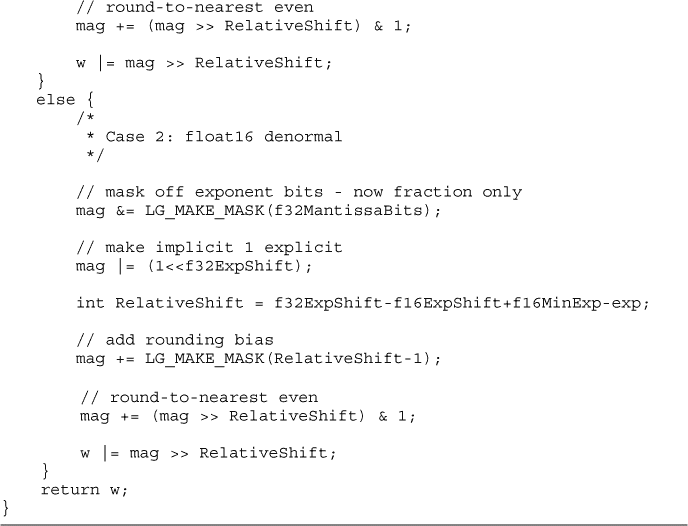 // round-to-nearest even
mag += (mag >> RelativeShift) & 1;
w |= mag >> RelativeShift;
}
else {
/*
* Case 2: float16 denormal
*/
// mask off exponent bits - now fraction only
mag &= LG_MAKE_MASK(f32MantissaBits);
// make implicit 1 explicit
mag |= (1<<f32ExpShift);
int RelativeShift = f32ExpShift-f16ExpShift+f16MinExp-exp;
// add rounding bias
mag += LG_MAKE_MASK(RelativeShift-1);
// round-to-nearest even
mag += (mag >> RelativeShift) & 1;
w |= mag >> RelativeShift;
}
return w;
}